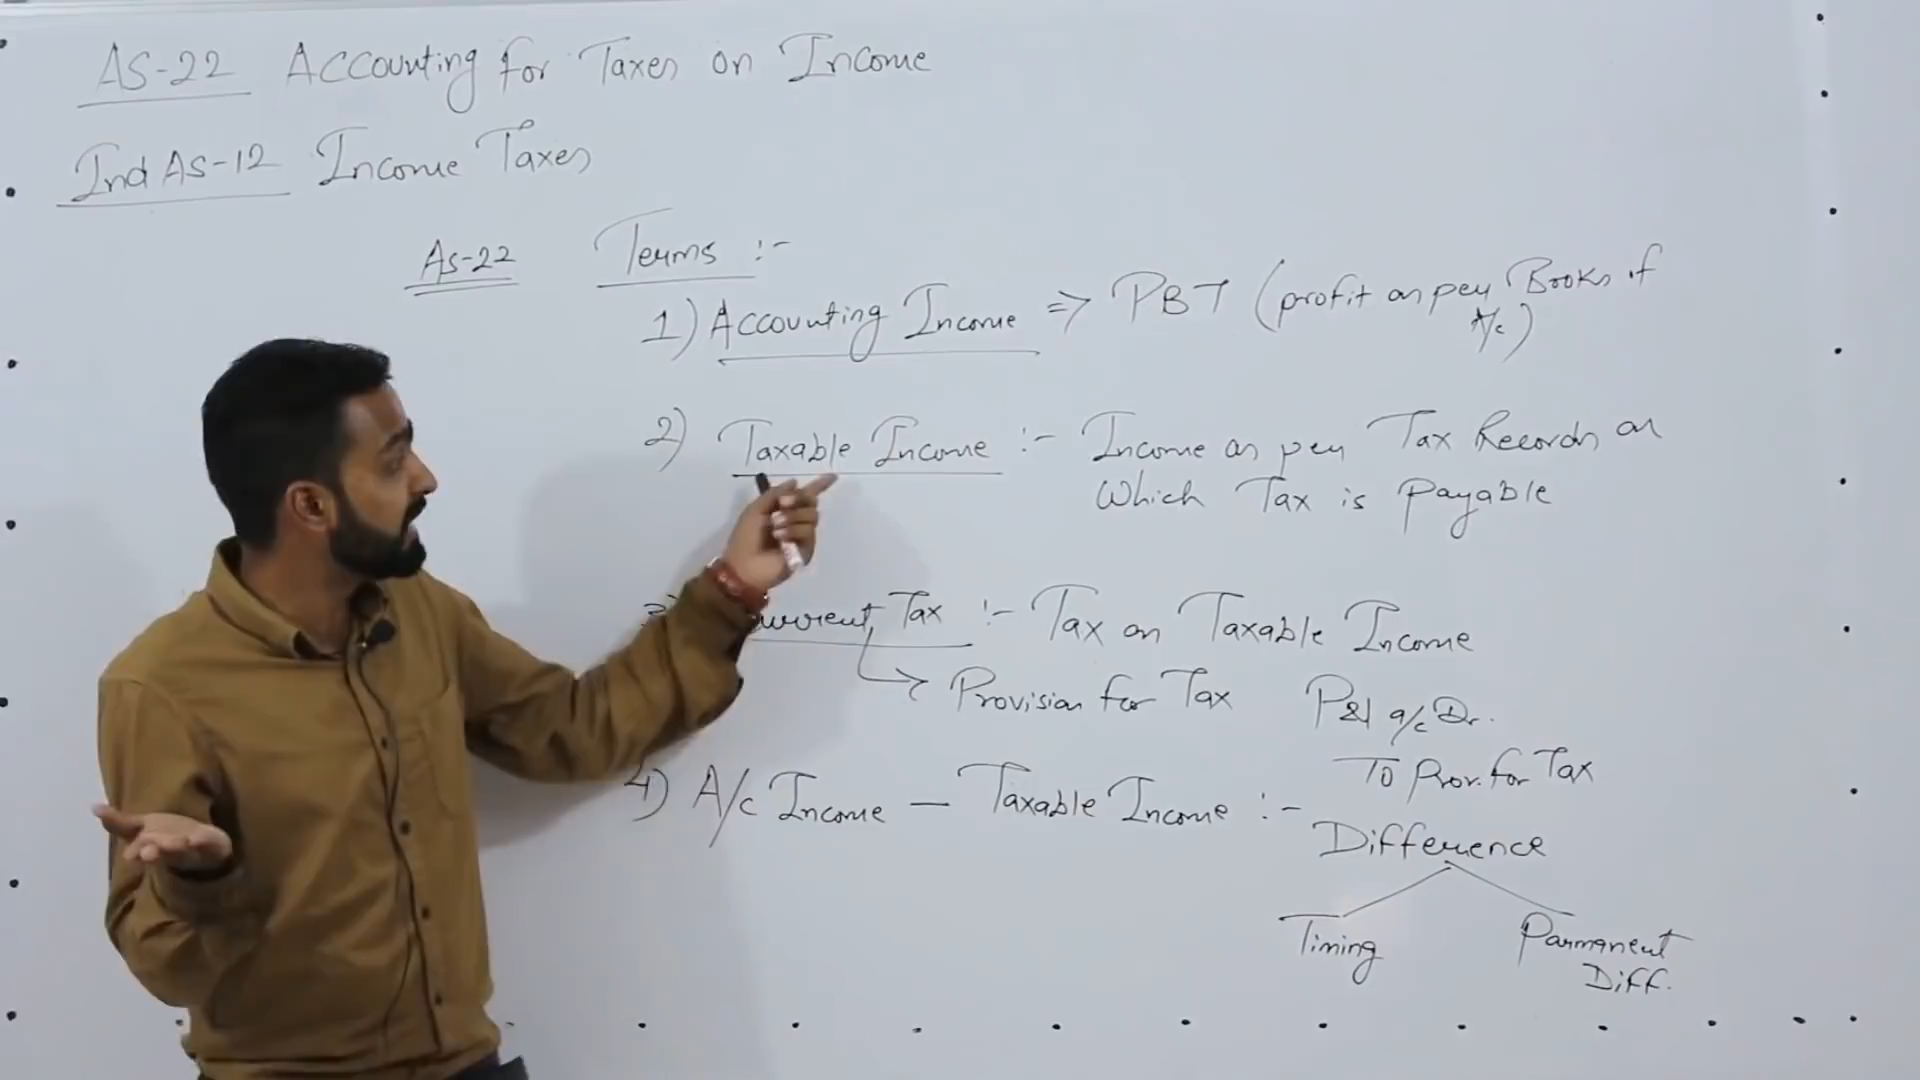 AS-22 Accounting for Taxes on Income
Ind AS-12 Income Taxes
AS-22 Terms :-
1) Accounting Income => PBT (profit as per Books of
A/c)
2) Taxable Income :- Income as per Tax Records on
Which Tax is Payable
3) Current Tax :- Tax on Taxable Income
Provision for Tax P&L a/c Dr.
To Prov. for Tax
4) A/c Income — Taxable Income :-
Difference
Timing Parmanent
Diff.